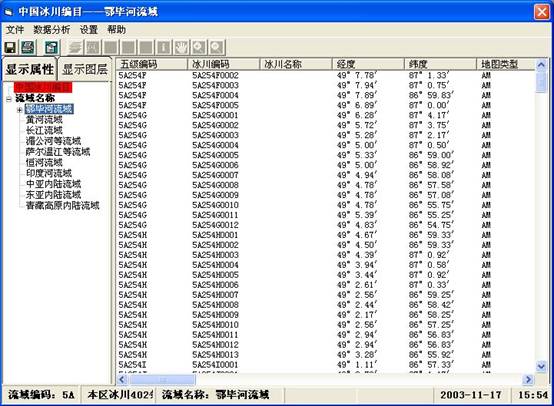 中国冰川编目——鄂毕河流域
文件 数据分析 设置 帮助
显示属性 显示图层
中国冰川编目
流域名称
鄂毕河流域
黄河流域
长江流域
湄公河等流域
萨尔温江等流域
恒河流域
印度河流域
中亚内陆流域
东亚内陆流域
青藏高原内陆流域
五级编码 冰川编码 冰川名称 经度 纬度 地图类型
5A254F 5A254F0002 49° 7.78′ 87° 1.33′ AM
5A254F 5A254F0003 49° 7.94′ 87° 0.75′ AM
5A254F 5A254F0004 49° 7.89′ 86° 59.83′ AM
5A254F 5A254F0005 49° 6.89′ 87° 0.00′ AM
5A254G 5A254G0001 49° 6.28′ 87° 4.17′ AM
5A254G 5A254G0002 49° 5.72′ 87° 3.75′ AM
5A254G 5A254G0003 49° 5.28′ 87° 2.17′ AM
5A254G 5A254G0004 49° 5.00′ 87° 0.50′ AM
5A254G 5A254G0005 49° 5.33′ 86° 59.00′ AM
5A254G 5A254G0006 49° 5.00′ 86° 58.92′ AM
5A254G 5A254G0007 49° 4.94′ 86° 58.08′ AM
5A254G 5A254G0008 49° 4.78′ 86° 57.58′ AM
5A254G 5A254G0009 49° 4.78′ 86° 57.08′ AM
5A254G 5A254G0010 49° 4.78′ 86° 55.75′ AM
5A254G 5A254G0011 49° 5.39′ 86° 55.25′ AM
5A254G 5A254G0012 49° 4.83′ 86° 54.75′ AM
5A254H 5A254H0001 49° 4.67′ 86° 59.33′ AM
5A254H 5A254H0002 49° 4.50′ 86° 59.33′ AM
5A254H 5A254H0003 49° 4.39′ 87° 0.92′ AM
5A254H 5A254H0004 49° 3.94′ 87° 0.58′ AM
5A254H 5A254H0005 49° 3.44′ 87° 0.92′ AM
5A254H 5A254H0006 49° 2.61′ 87° 0.33′ AM
5A254H 5A254H0007 49° 2.56′ 86° 59.25′ AM
5A254H 5A254H0008 49° 2.44′ 86° 58.42′ AM
5A254H 5A254H0009 49° 2.17′ 86° 58.25′ AM
5A254H 5A254H0010 49° 2.56′ 86° 57.25′ AM
5A254H 5A254H0011 49° 2.94′ 86° 56.83′ AM
5A254H 5A254H0012 49° 2.94′ 86° 56.83′ AM
5A254H 5A254H0013 49° 3.28′ 86° 55.92′ AM
5A254I 5A254I0001 49° 1.11′ 87° 57.33′ AM
流域编码: 5A 本区冰川402 流域名称: 鄂毕河流域 2003-11-17 15:54